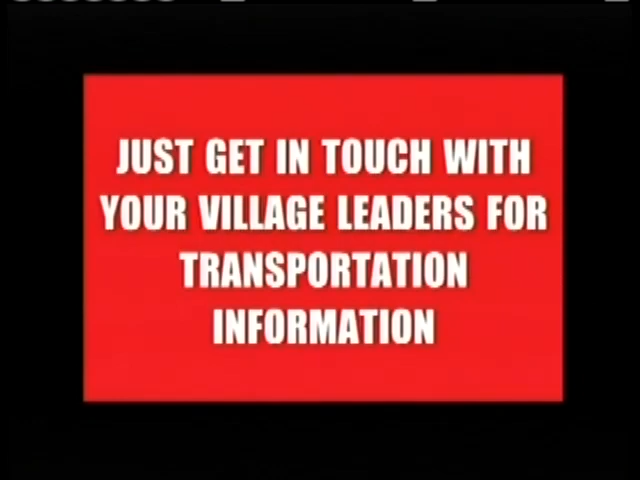 JUST GET IN TOUCH WITH
YOUR VILLAGE LEADERS FOR
TRANSPORTATION
INFORMATION